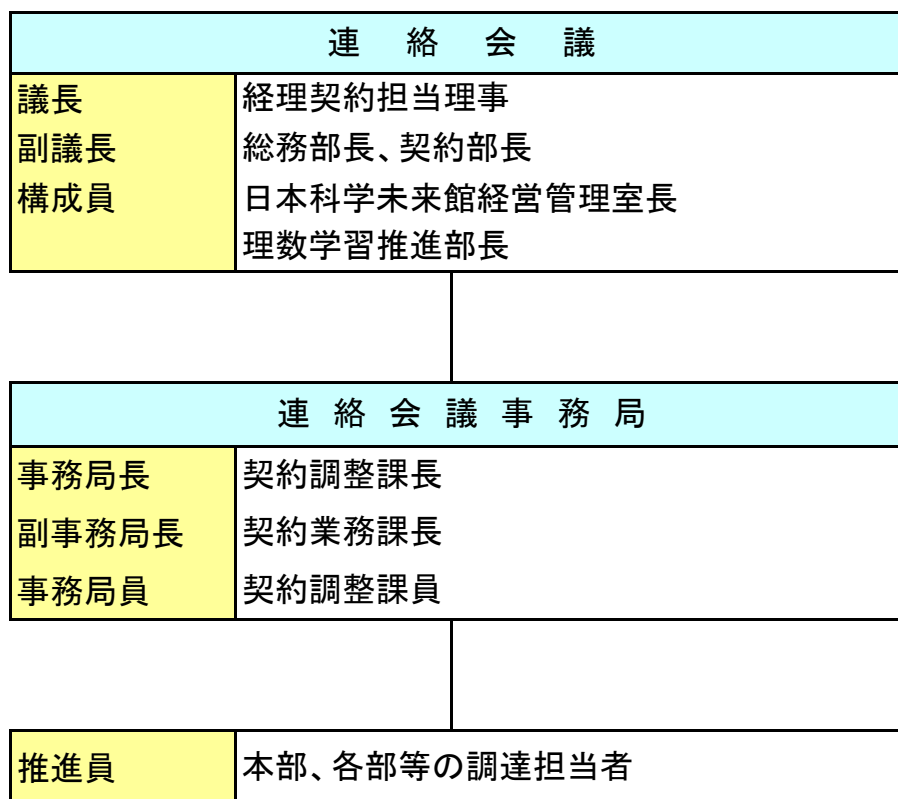 連絡会議
議長 経理契約担当理事
副議長 総務部長、契約部長
構成員 日本科学未来館経営管理室長
理数学習推進部長
連絡会議事務局
事務局長 契約調整課長
副事務局長 契約業務課長
事務局員 契約調整課員
推進員 本部、各部等の調達担当者